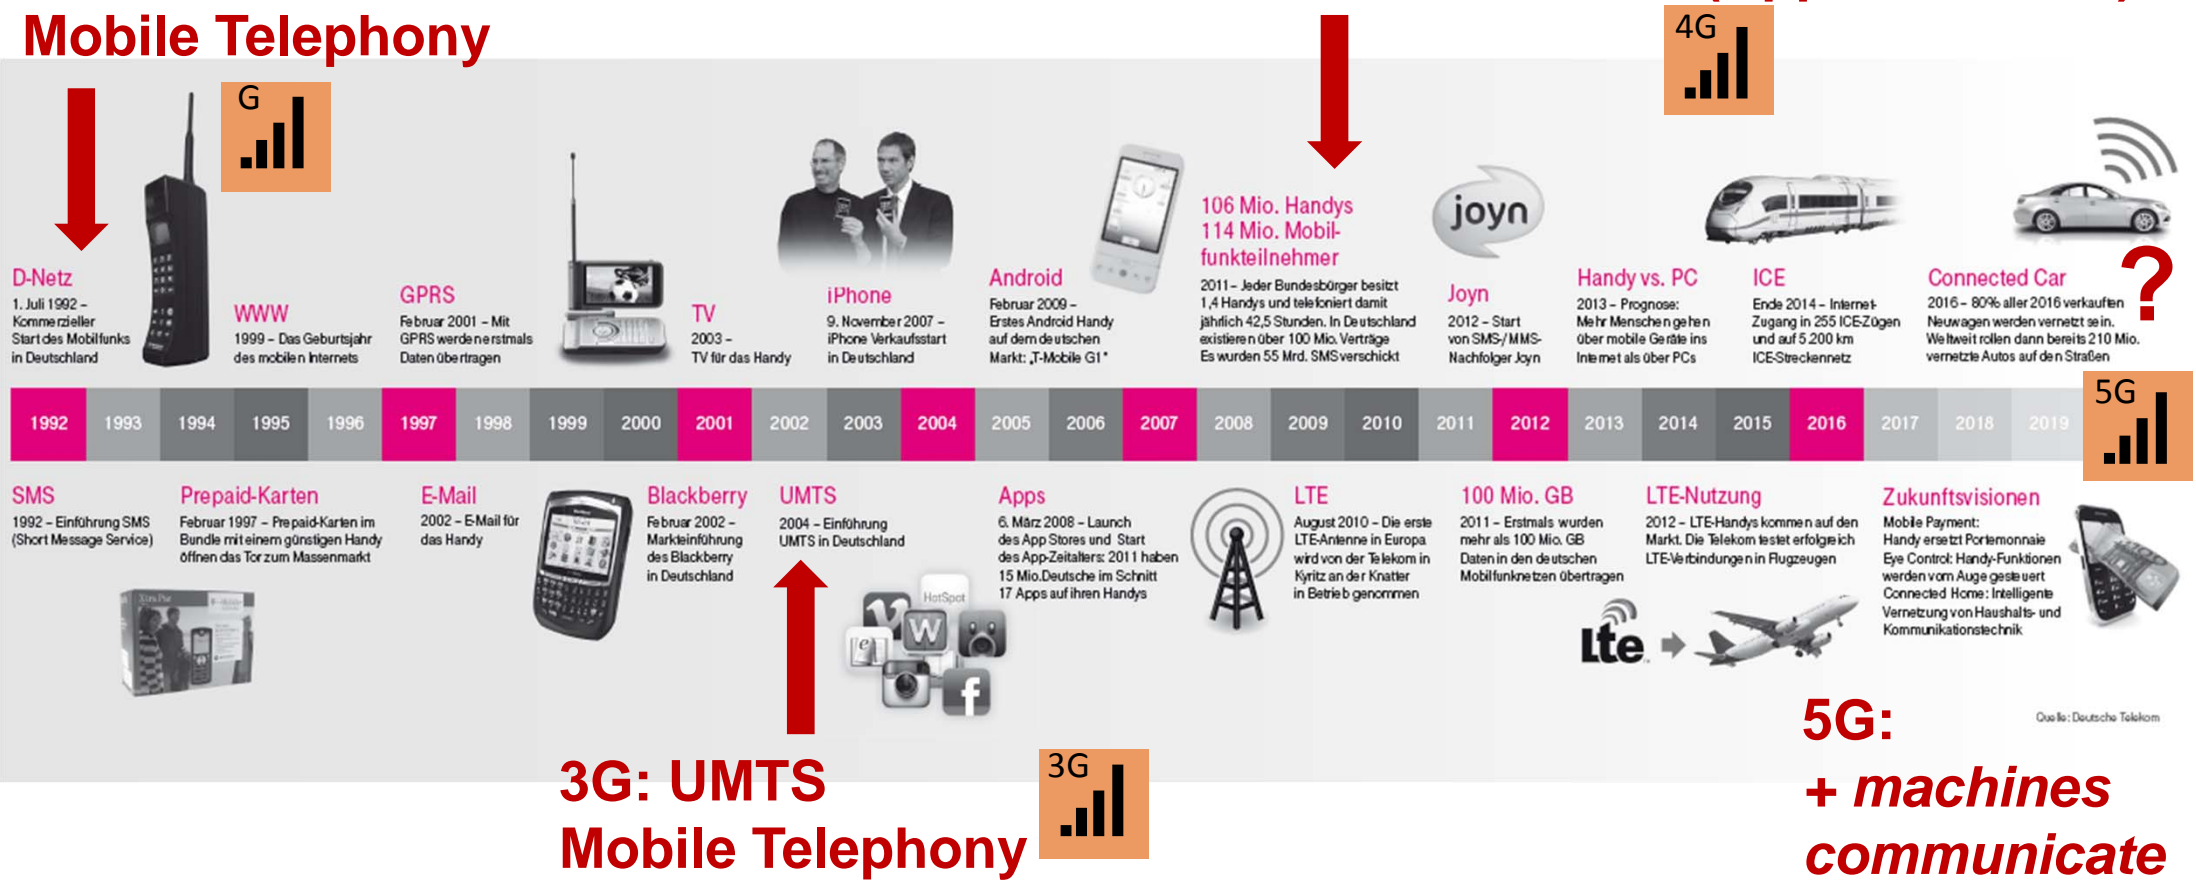 Mobile Telephony
G
4G
D-Netz
1. Juli 1992 –
Kommerzieller
Start des Mobilfunks
in Deutschland
WWW
1999 – Das Geburtsjahr
des mobilen Internets
GPRS
Februar 2001 – Mit
GPRS werden erstmals
Daten übertragen
TV
2003 –
TV für das Handy
iPhone
9. November 2007 –
iPhone Verkaufsstart
in Deutschland
Android
Februar 2009 –
Erstes Android Handy
auf dem deutschen
Markt: „T-Mobile G1"
106 Mio. Handys
114 Mio. Mobil-
funkteilnehmer
2011 – Jeder Bundesbürger besitzt
1,4 Handys und telefoniert damit
jährlich 42,5 Stunden. In Deutschland
existieren über 100 Mio. Verträge
Es wurden 55 Mrd. SMS verschickt
joyn
Joyn
2012 – Start
von SMS-/MMS-
Nachfolger Joyn
Handy vs. PC
2013 – Prognose:
Mehr Menschen gehen
über mobile Geräte ins
Internet als über PCs
ICE
Ende 2014 – Internet-
Zugang in 255 ICE-Zügen
und auf 5.200 km
ICE-Streckennetz
Connected Car
2016 – 80% aller 2016 verkauften
Neuwagen werden vernetzt sein.
Weltweit rollen dann bereits 210 Mio.
vernetzte Autos auf den Straßen
?
5G
1992 1993 1994 1995 1996 1997 1998 1999 2000 2001 2002 2003 2004 2005 2006 2007 2008 2009 2010 2011 2012 2013 2014 2015 2016 2017 2018 2019
SMS
1992 – Einführung SMS
(Short Message Service)
Prepaid-Karten
Februar 1997 – Prepaid-Karten im
Bundle mit einem günstigen Handy
öffnen das Tor zum Massenmarkt
E-Mail
2002 – E-Mail für
das Handy
Blackberry
Februar 2002 –
Markteinführung
des Blackberry
in Deutschland
UMTS
2004 – Einführung
UMTS in Deutschland
HotSpot
W
f
Apps
6. März 2008 – Launch
des App Stores und Start
des App-Zeitalters: 2011 haben
15 Mio. Deutsche im Schnitt
17 Apps auf ihren Handys
LTE
August 2010 – Die erste
LTE-Antenne in Europa
wird von der Telekom in
Kyritz an der Knatter
in Betrieb genommen
100 Mio. GB
2011 – Erstmals wurden
mehr als 100 Mio. GB
Daten in den deutschen
Mobilfunknetzen übertragen
LTE-Nutzung
2012 – LTE-Handys kommen auf den
Markt. Die Telekom testet erfolgreich
LTE-Verbindungen in Flugzeugen
Lte
Zukunftsvisionen
Mobile Payment:
Handy ersetzt Portemonnaie
Eye Control: Handy-Funktionen
werden vom Auge gesteuert
Connected Home: Intelligente
Vernetzung von Haushalts- und
Kommunikationstechnik
Quelle: Deutsche Telekom
3G: UMTS
Mobile Telephony
3G
5G:
+ machines
communicate